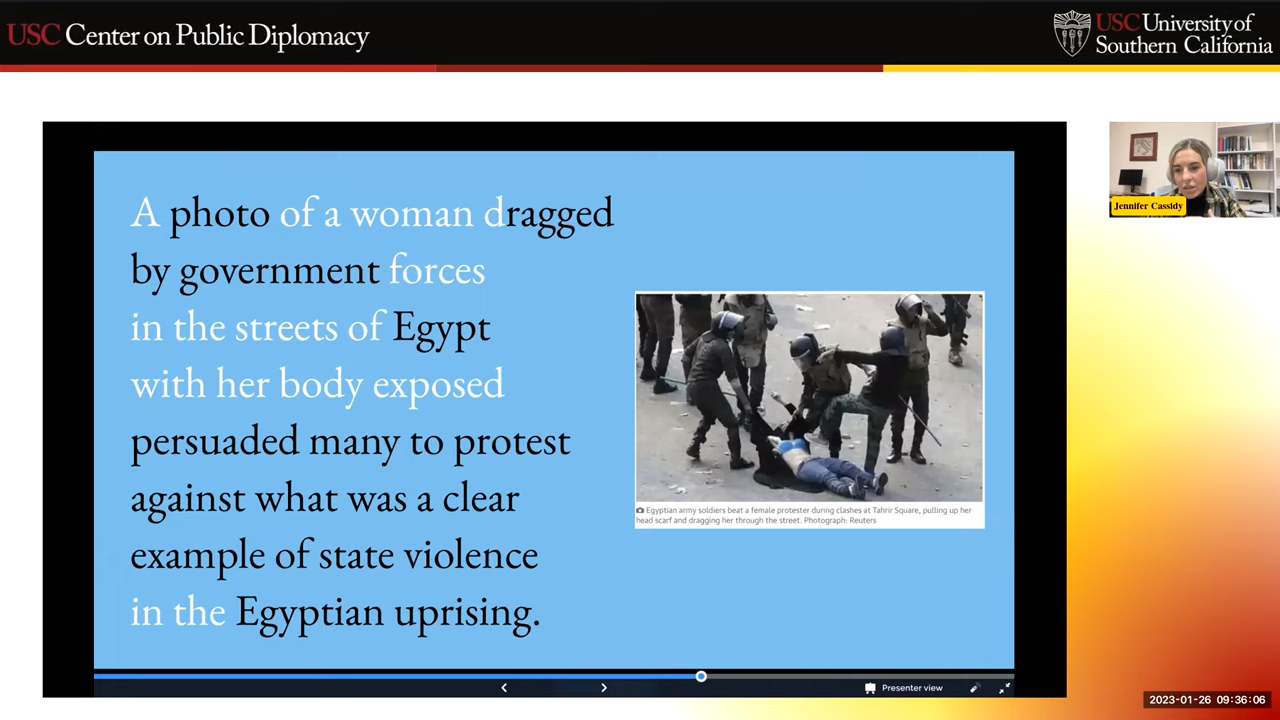 USC Center on Public Diplomacy
USC University of
Southern California
A photo of a woman dragged
by government forces
in the streets of Egypt
with her body exposed
persuaded many to protest
against what was a clear
example of state violence
in the Egyptian uprising.
Egyptian army soldiers beat a female protester during clashes at Tahrir Square, pulling up her
head scarf and dragging her through the street. Photograph: Reuters
Jennifer Cassidy
Presenter view
2023-01-26 09:36:06